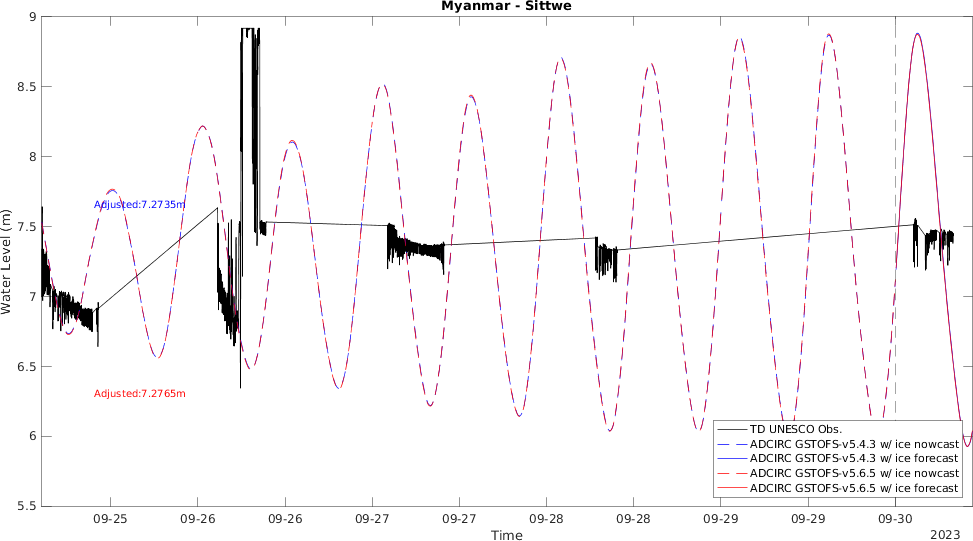 Myanmar - Sittwe
9
8.5
8
7.5
7
6.5
6
5.5
Water Level (m)
Adjusted:7.2735m
Adjusted:7.2765m
TD UNESCO Obs.
ADCIRC GSTOFS-v5.4.3 w/ ice nowcast
ADCIRC GSTOFS-v5.4.3 w/ ice forecast
ADCIRC GSTOFS-v5.6.5 w/ ice nowcast
ADCIRC GSTOFS-v5.6.5 w/ ice forecast
09-25 09-26 09-26 09-27 09-27 09-28 09-28 09-29 09-29 09-30
Time
2023